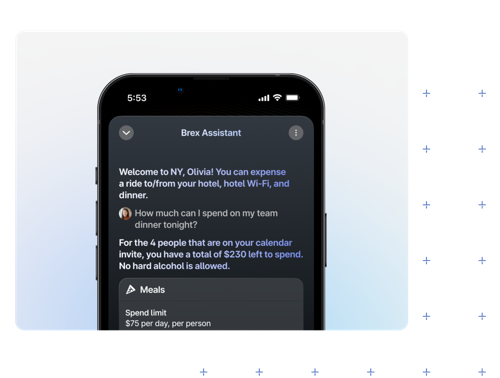 5:53
Brex Assistant
Welcome to NY, Olivia! You can expense
a ride to/from your hotel, hotel Wi-Fi, and
dinner.
How much can I spend on my team
dinner tonight?
For the 4 people that are on your calendar
invite, you have a total of $230 left to spend.
No hard alcohol is allowed.
Meals
Spend limit
$75 per day, per person